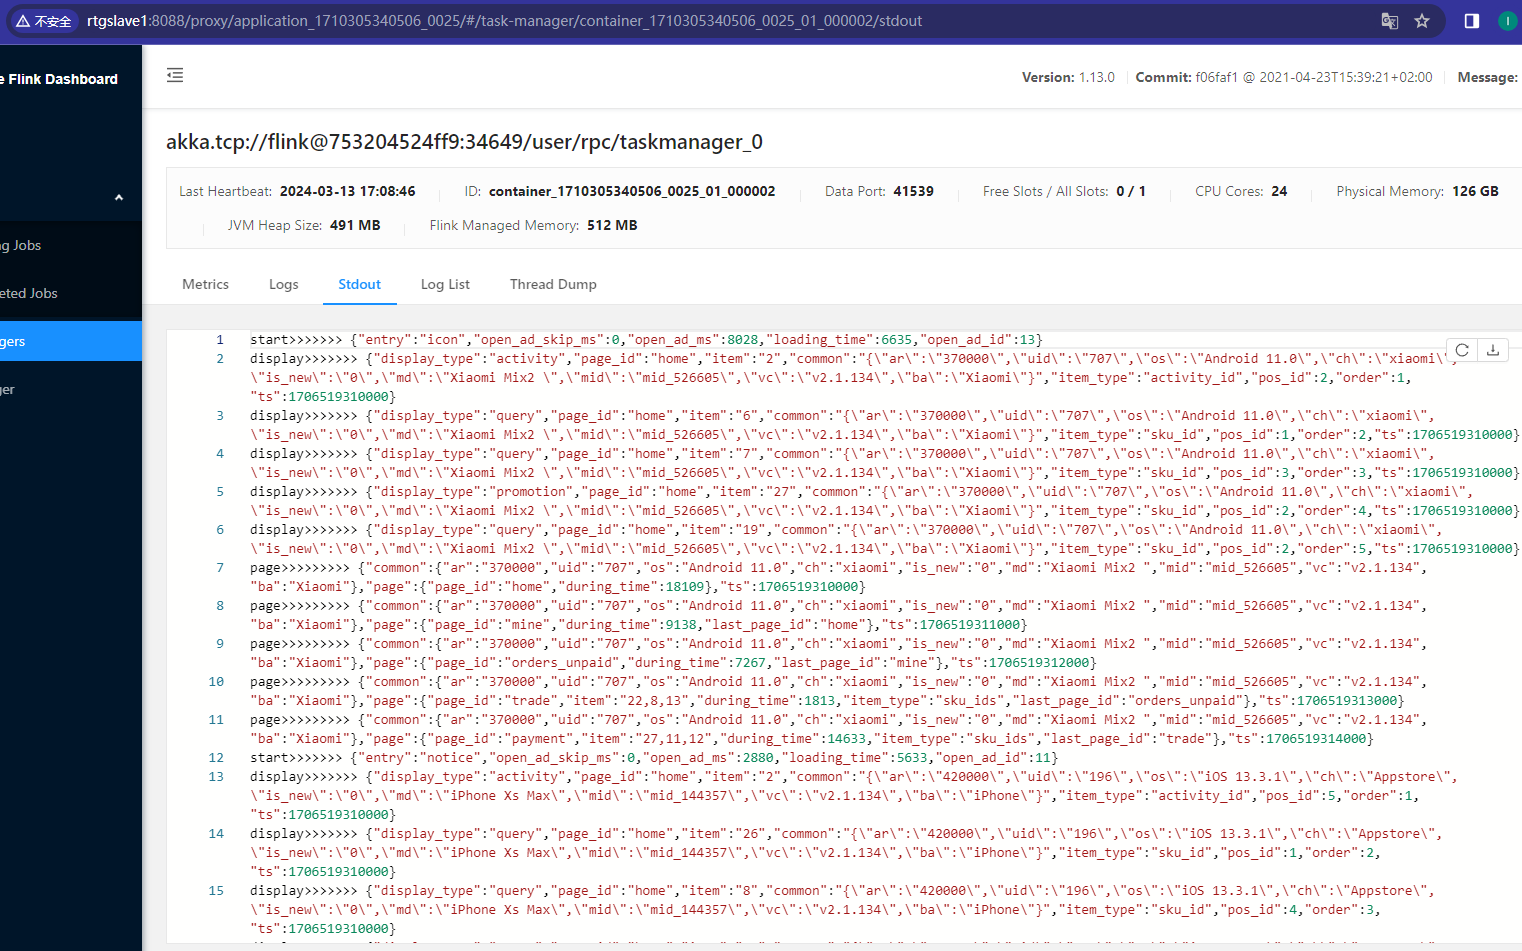 不安全 rtgslave1:8088/proxy/application_1710305340506_0025/#/task-manager/container_1710305340506_0025_01_000002/stdout
e Flink Dashboard
Version: 1.13.0 Commit: f06faf1 @ 2021-04-23T15:39:21+02:00 Message:
akka.tcp://flink@753204524ff9:34649/user/rpc/taskmanager_0
Last Heartbeat: 2024-03-13 17:08:46 ID: container_1710305340506_0025_01_000002 Data Port: 41539 Free Slots / All Slots: 0 / 1 CPU Cores: 24 Physical Memory: 126 GB
JVM Heap Size: 491 MB Flink Managed Memory: 512 MB
g Jobs
eted Jobs
gers
ger
Metrics Logs Stdout Log List Thread Dump
1 start>>>>>>> {"entry":"icon","open_ad_skip_ms":0,"open_ad_ms":8028,"loading_time":6635,"open_ad_id":13}
2 display>>>>>>> {"display_type":"activity","page_id":"home","item":"2","common":"{\"ar\":\"370000\",\"uid\":\"707\",\"os\":\"Android 11.0\",\"ch\":\"xiaomi\",
\"is_new\":\"0\",\"md\":\"Xiaomi Mix2 \",\"mid\":\"mid_526605\",\"vc\":\"v2.1.134\",\"ba\":\"Xiaomi\"}","item_type":"activity_id","pos_id":2,"order":1,
"ts":1706519310000}
3 display>>>>>>> {"display_type":"query","page_id":"home","item":"6","common":"{\"ar\":\"370000\",\"uid\":\"707\",\"os\":\"Android 11.0\",\"ch\":\"xiaomi\",
\"is_new\":\"0\",\"md\":\"Xiaomi Mix2 \",\"mid\":\"mid_526605\",\"vc\":\"v2.1.134\",\"ba\":\"Xiaomi\"}","item_type":"sku_id","pos_id":1,"order":2,"ts":1706519310000}
4 display>>>>>>> {"display_type":"query","page_id":"home","item":"7","common":"{\"ar\":\"370000\",\"uid\":\"707\",\"os\":\"Android 11.0\",\"ch\":\"xiaomi\",
\"is_new\":\"0\",\"md\":\"Xiaomi Mix2 \",\"mid\":\"mid_526605\",\"vc\":\"v2.1.134\",\"ba\":\"Xiaomi\"}","item_type":"sku_id","pos_id":3,"order":3,"ts":1706519310000}
5 display>>>>>>> {"display_type":"promotion","page_id":"home","item":"27","common":"{\"ar\":\"370000\",\"uid\":\"707\",\"os\":\"Android 11.0\",\"ch\":\"xiaomi\",
\"is_new\":\"0\",\"md\":\"Xiaomi Mix2 \",\"mid\":\"mid_526605\",\"vc\":\"v2.1.134\",\"ba\":\"Xiaomi\"}","item_type":"sku_id","pos_id":2,"order":4,"ts":1706519310000}
6 display>>>>>>> {"display_type":"query","page_id":"home","item":"19","common":"{\"ar\":\"370000\",\"uid\":\"707\",\"os\":\"Android 11.0\",\"ch\":\"xiaomi\",
\"is_new\":\"0\",\"md\":\"Xiaomi Mix2 \",\"mid\":\"mid_526605\",\"vc\":\"v2.1.134\",\"ba\":\"Xiaomi\"}","item_type":"sku_id","pos_id":2,"order":5,"ts":1706519310000}
7 page>>>>>>>>> {"common":{"ar":"370000","uid":"707","os":"Android 11.0","ch":"xiaomi","is_new":"0","md":"Xiaomi Mix2 ","mid":"mid_526605","vc":"v2.1.134",
"ba":"Xiaomi"},"page":{"page_id":"home","during_time":18109},"ts":1706519310000}
8 page>>>>>>>>> {"common":{"ar":"370000","uid":"707","os":"Android 11.0","ch":"xiaomi","is_new":"0","md":"Xiaomi Mix2 ","mid":"mid_526605","vc":"v2.1.134",
"ba":"Xiaomi"},"page":{"page_id":"mine","during_time":9138,"last_page_id":"home"},"ts":1706519311000}
9 page>>>>>>>>> {"common":{"ar":"370000","uid":"707","os":"Android 11.0","ch":"xiaomi","is_new":"0","md":"Xiaomi Mix2 ","mid":"mid_526605","vc":"v2.1.134",
"ba":"Xiaomi"},"page":{"page_id":"orders_unpaid","during_time":7267,"last_page_id":"mine"},"ts":1706519312000}
10 page>>>>>>>>> {"common":{"ar":"370000","uid":"707","os":"Android 11.0","ch":"xiaomi","is_new":"0","md":"Xiaomi Mix2 ","mid":"mid_526605","vc":"v2.1.134",
"ba":"Xiaomi"},"page":{"page_id":"trade","item":"22,8,13","during_time":1813,"item_type":"sku_ids","last_page_id":"orders_unpaid"},"ts":1706519313000}
11 page>>>>>>>>> {"common":{"ar":"370000","uid":"707","os":"Android 11.0","ch":"xiaomi","is_new":"0","md":"Xiaomi Mix2 ","mid":"mid_526605","vc":"v2.1.134",
"ba":"Xiaomi"},"page":{"page_id":"payment","item":"27,11,12","during_time":14633,"item_type":"sku_ids","last_page_id":"trade"},"ts":1706519314000}
12 start>>>>>>> {"entry":"notice","open_ad_skip_ms":0,"open_ad_ms":2880,"loading_time":5633,"open_ad_id":11}
13 display>>>>>>> {"display_type":"activity","page_id":"home","item":"2","common":"{\"ar\":\"420000\",\"uid\":\"196\",\"os\":\"iOS 13.3.1\",\"ch\":\"Appstore\",
\"is_new\":\"0\",\"md\":\"iPhone Xs Max\",\"mid\":\"mid_144357\",\"vc\":\"v2.1.134\",\"ba\":\"iPhone\"}","item_type":"activity_id","pos_id":5,"order":1,
"ts":1706519310000}
14 display>>>>>>> {"display_type":"query","page_id":"home","item":"26","common":"{\"ar\":\"420000\",\"uid\":\"196\",\"os\":\"iOS 13.3.1\",\"ch\":\"Appstore\",
\"is_new\":\"0\",\"md\":\"iPhone Xs Max\",\"mid\":\"mid_144357\",\"vc\":\"v2.1.134\",\"ba\":\"iPhone\"}","item_type":"sku_id","pos_id":1,"order":2,
"ts":1706519310000}
15 display>>>>>>> {"display_type":"query","page_id":"home","item":"8","common":"{\"ar\":\"420000\",\"uid\":\"196\",\"os\":\"iOS 13.3.1\",\"ch\":\"Appstore\",
\"is_new\":\"0\",\"md\":\"iPhone Xs Max\",\"mid\":\"mid_144357\",\"vc\":\"v2.1.134\",\"ba\":\"iPhone\"}","item_type":"sku_id","pos_id":4,"order":3,
"ts":1706519310000}